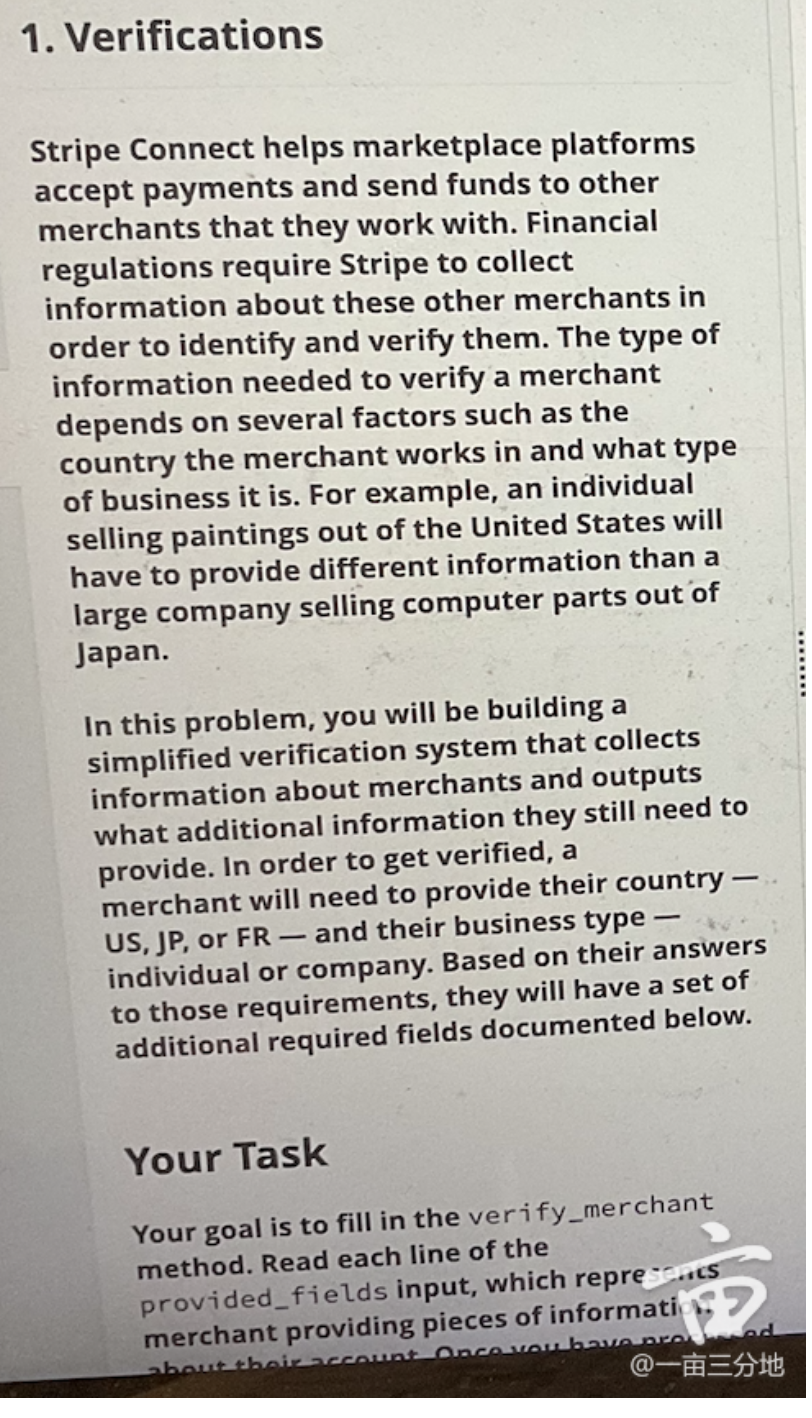 1. Verifications
Stripe Connect helps marketplace platforms
accept payments and send funds to other
merchants that they work with. Financial
regulations require Stripe to collect
information about these other merchants in
order to identify and verify them. The type of
information needed to verify a merchant
depends on several factors such as the
country the merchant works in and what type
of business it is. For example, an individual
selling paintings out of the United States will
have to provide different information than a
large company selling computer parts out of
Japan.
In this problem, you will be building a
simplified verification system that collects
information about merchants and outputs
what additional information they still need to
provide. In order to get verified, a
merchant will need to provide their country —
US, JP, or FR — and their business type —
individual or company. Based on their answers
to those requirements, they will have a set of
additional required fields documented below.
Your Task
Your goal is to fill in the verify_merchant
method. Read each line of the
provided_fields input, which represents
merchant providing pieces of information
about their account. Once you have
亩
@一亩三分地